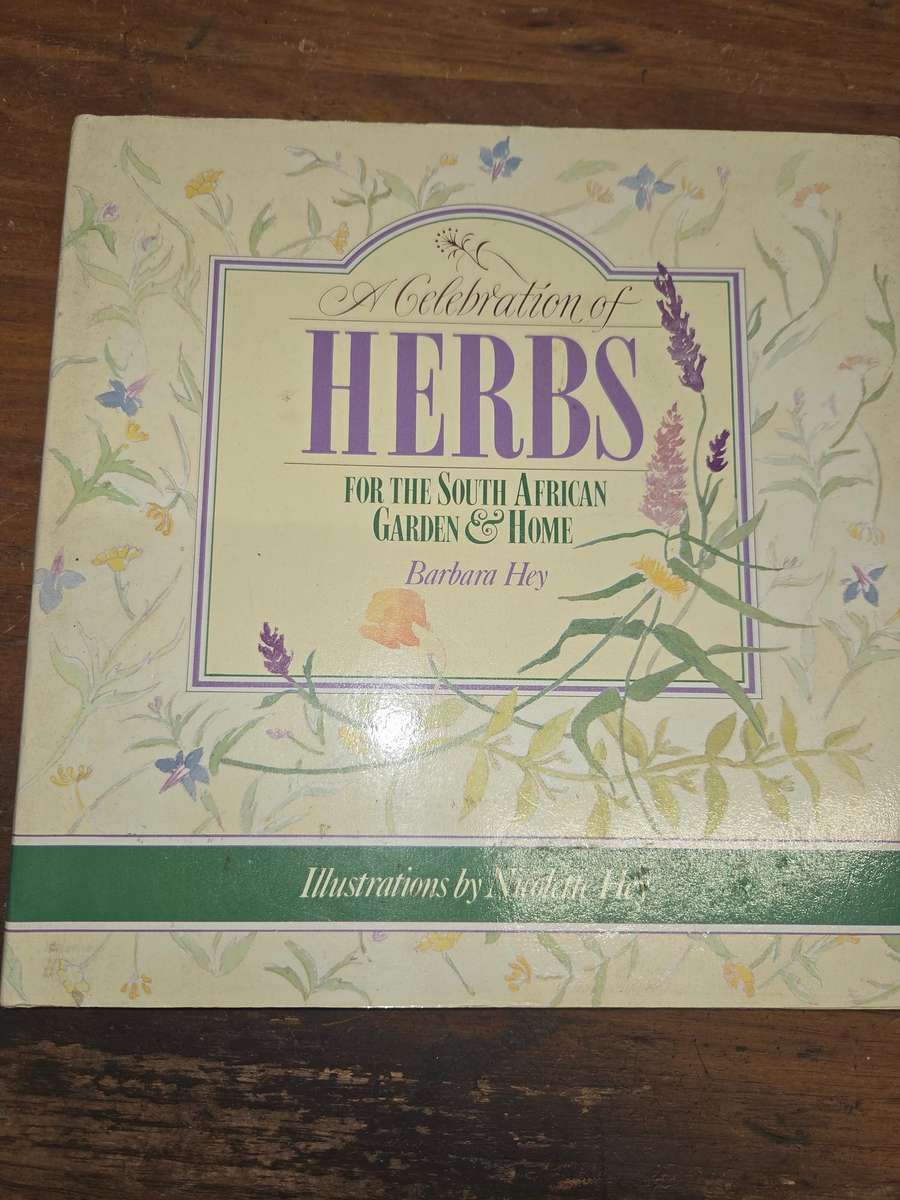 A Celebration of
HERBS
FOR THE SOUTH AFRICAN
GARDEN & HOME
Barbara Hey
Illustrations by Nicolette Hey